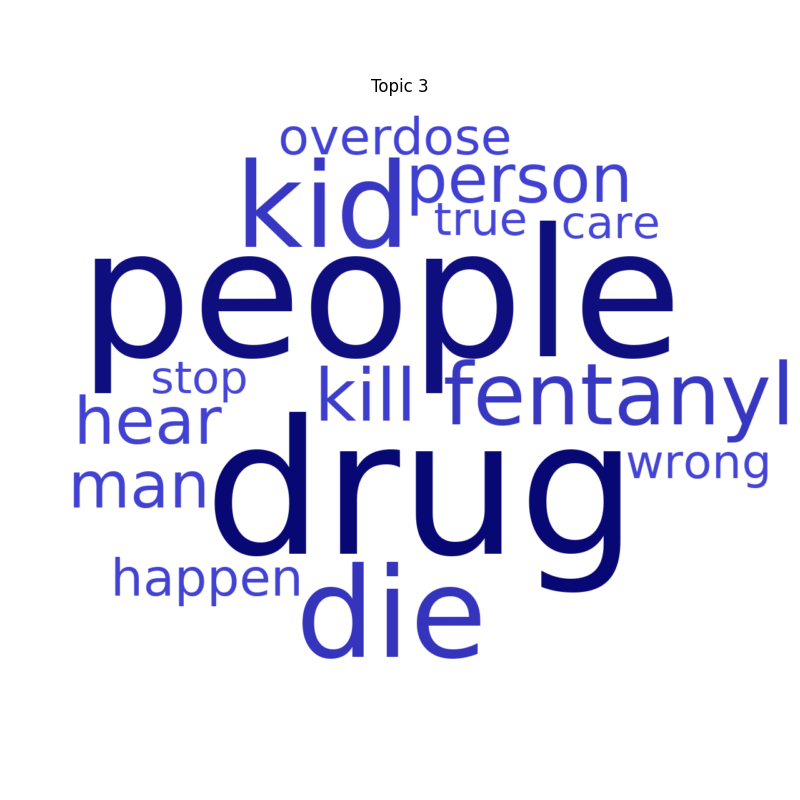 Topic 3
overdose
kid person
true care
people
stop kill fentanyl
hear
drug wrong
man
happen
die